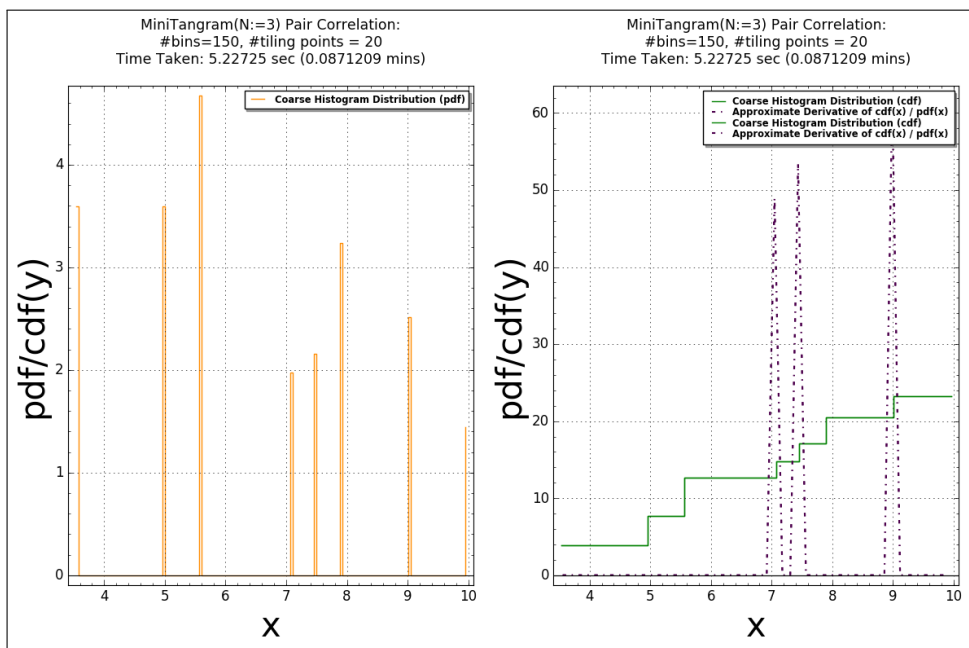 MiniTangram(N:=3) Pair Correlation:
#bins=150, #tiling points = 20
Time Taken: 5.22725 sec (0.0871209 mins)
Coarse Histogram Distribution (pdf)
pdf/cdf(y)
4
3
2
1
0
4 5 6 7 8 9 10
x
MiniTangram(N:=3) Pair Correlation:
#bins=150, #tiling points = 20
Time Taken: 5.22725 sec (0.0871209 mins)
Coarse Histogram Distribution (cdf)
Approximate Derivative of cdf(x) / pdf(x)
Coarse Histogram Distribution (cdf)
Approximate Derivative of cdf(x) / pdf(x)
pdf/cdf(y)
60
50
40
30
20
10
0
4 5 6 7 8 9 10
x